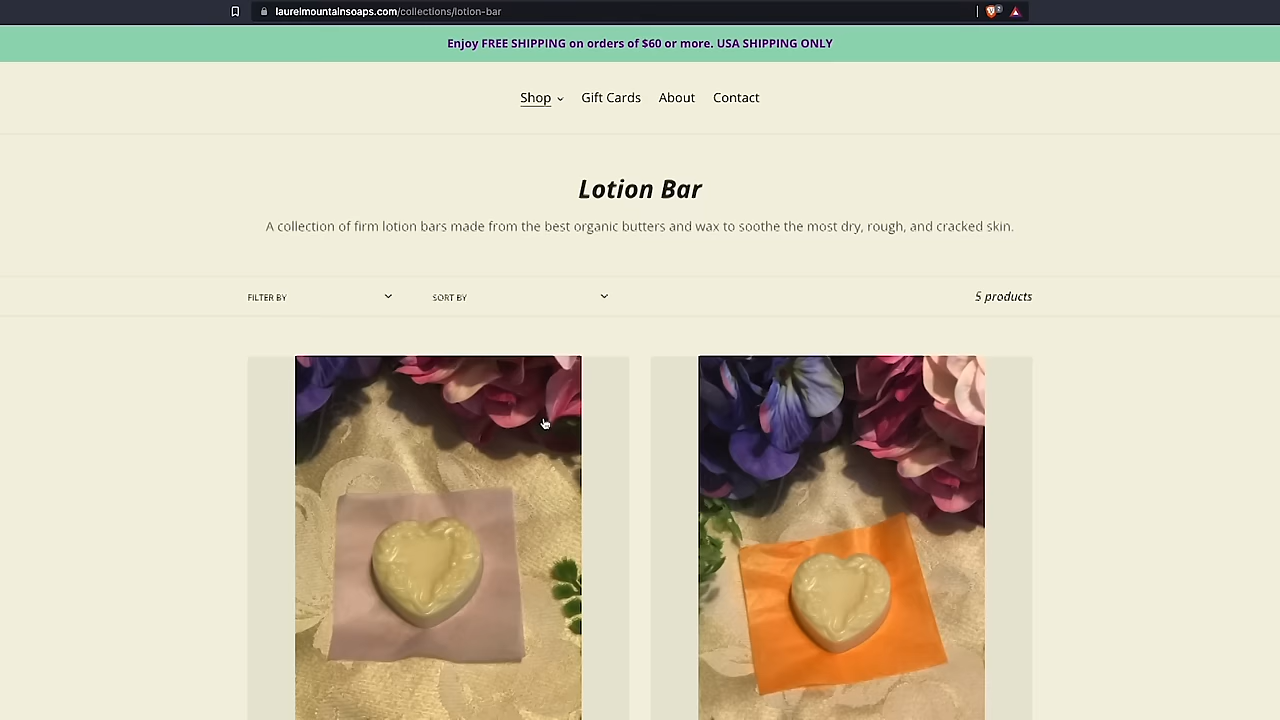 laurelmountainsoaps.com/collections/lotion-bar
2
Enjoy FREE SHIPPING on orders of $60 or more. USA SHIPPING ONLY
Shop Gift Cards About Contact
Lotion Bar
A collection of firm lotion bars made from the best organic butters and wax to soothe the most dry, rough, and cracked skin.
FILTER BY SORT BY 5 products